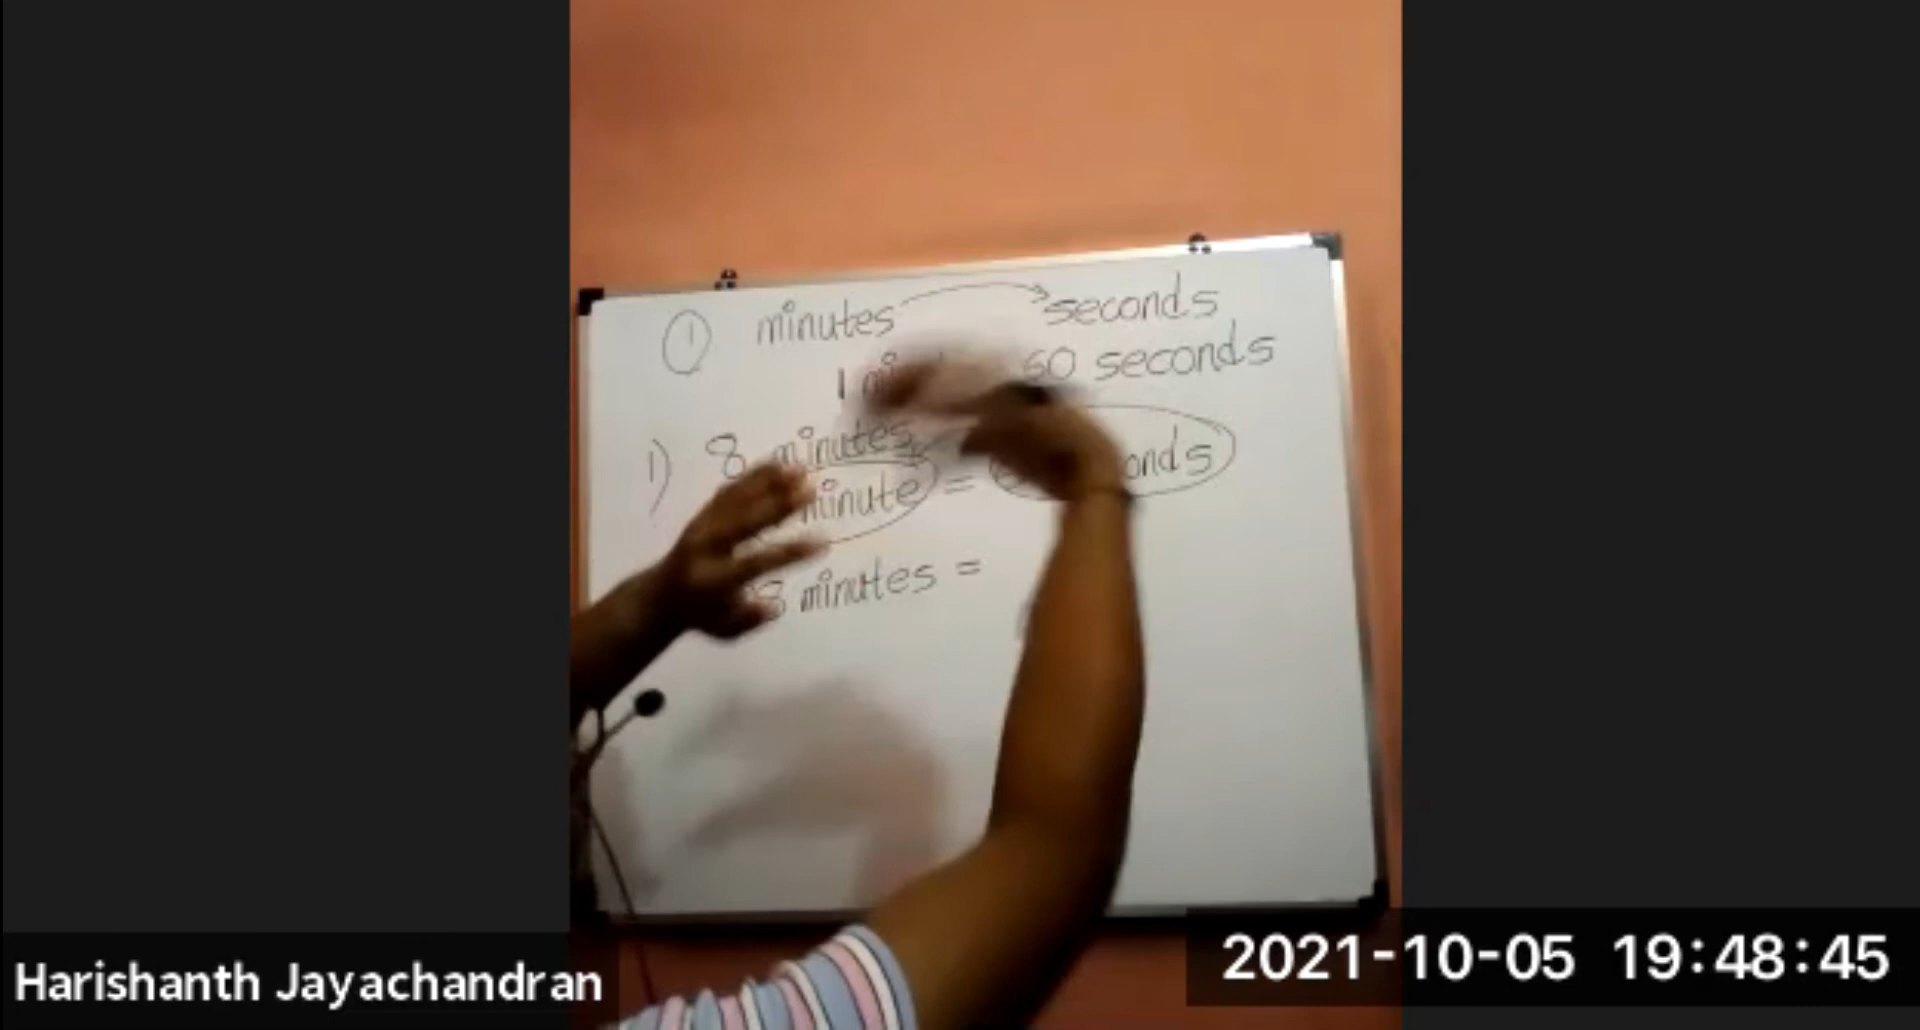 ① minutes → seconds
1 60 seconds
1) 8 minutes
minute =
8 minutes =
Harishanth Jayachandran
2021-10-05 19:48:45